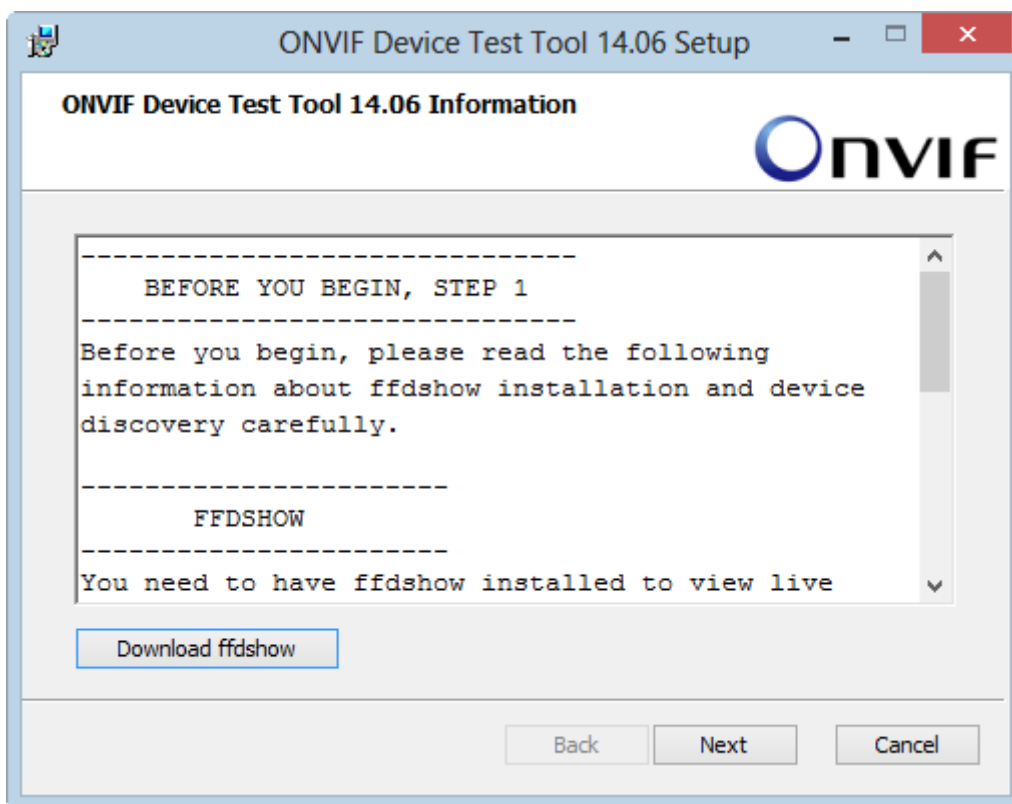 ONVIF Device Test Tool 14.06 Setup
ONVIF Device Test Tool 14.06 Information
ONVIF
-------------------------------
BEFORE YOU BEGIN, STEP 1
-------------------------------
Before you begin, please read the following
information about ffdshow installation and device
discovery carefully.
-----------------------
FFDSHOW
-----------------------
You need to have ffdshow installed to view live
Download ffdshow
Back Next Cancel